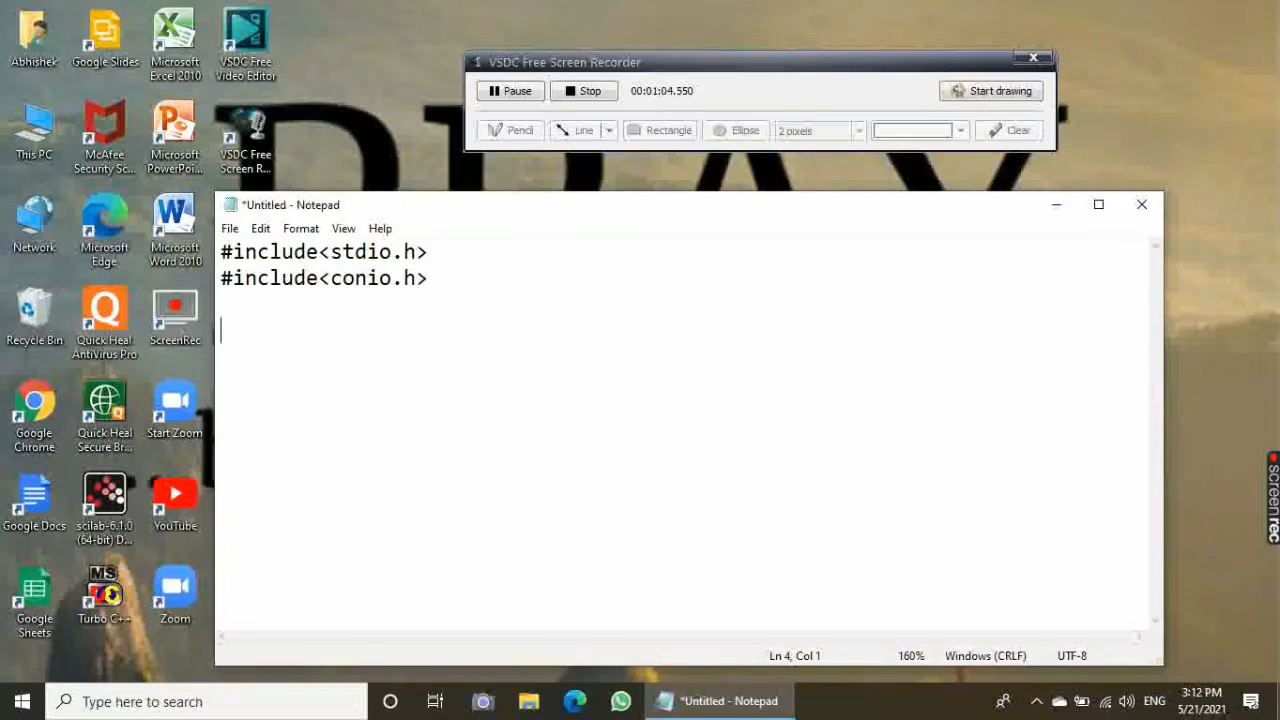 Abhishek
Google Slides
Microsoft
Excel 2010
VSDC Free
Video Editor
This PC
McAfee
Security Sc...
Microsoft
PowerPoi...
VSDC Free
Screen R...
Network
Microsoft
Edge
Microsoft
Word 2010
Recycle Bin
Quick Heal
AntiVirus Pro
ScreenRec
Google
Chrome
Quick Heal
Secure Br...
Start Zoom
Google Docs
scilab-6.1.0
(64-bit) D...
YouTube
Google
Sheets
MS
Turbo C++
Zoom
VSDC Free Screen Recorder
Pause
Stop
00:01:04.550
Start drawing
Pencil
Line
Rectangle
Ellipse
2 pixels
Clear
*Untitled - Notepad
File Edit Format View Help
#include<stdio.h>
#include<conio.h>
Ln 4, Col 1
160%
Windows (CRLF)
UTF-8
screenrec
Type here to search
*Untitled - Notepad
ENG
3:12 PM
5/21/2021